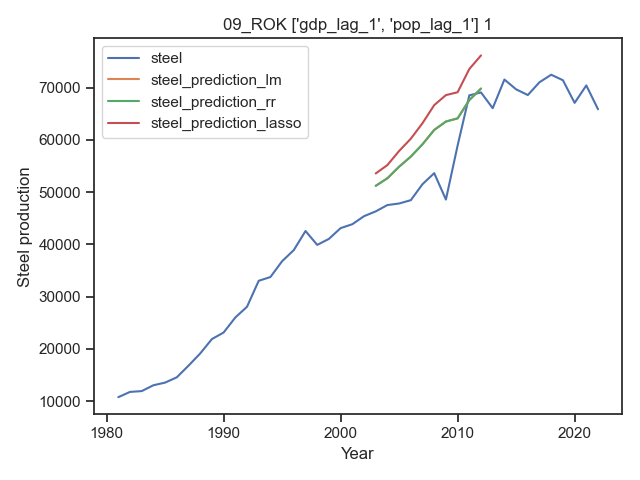 09_ROK ['gdp_lag_1', 'pop_lag_1'] 1
steel
steel_prediction_lm
steel_prediction_rr
steel_prediction_lasso
70000
60000
50000
40000
30000
20000
10000
Steel production
1980
1990
2000
2010
2020
Year